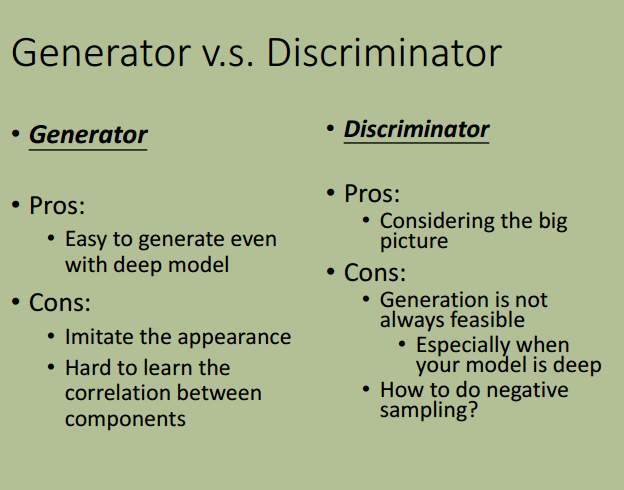 Generator v.s. Discriminator
• Generator
• Pros:
• Easy to generate even
with deep model
• Cons:
• Imitate the appearance
• Hard to learn the
correlation between
components
• Discriminator
• Pros:
• Considering the big
picture
• Cons:
• Generation is not
always feasible
• Especially when
your model is deep
• How to do negative
sampling?